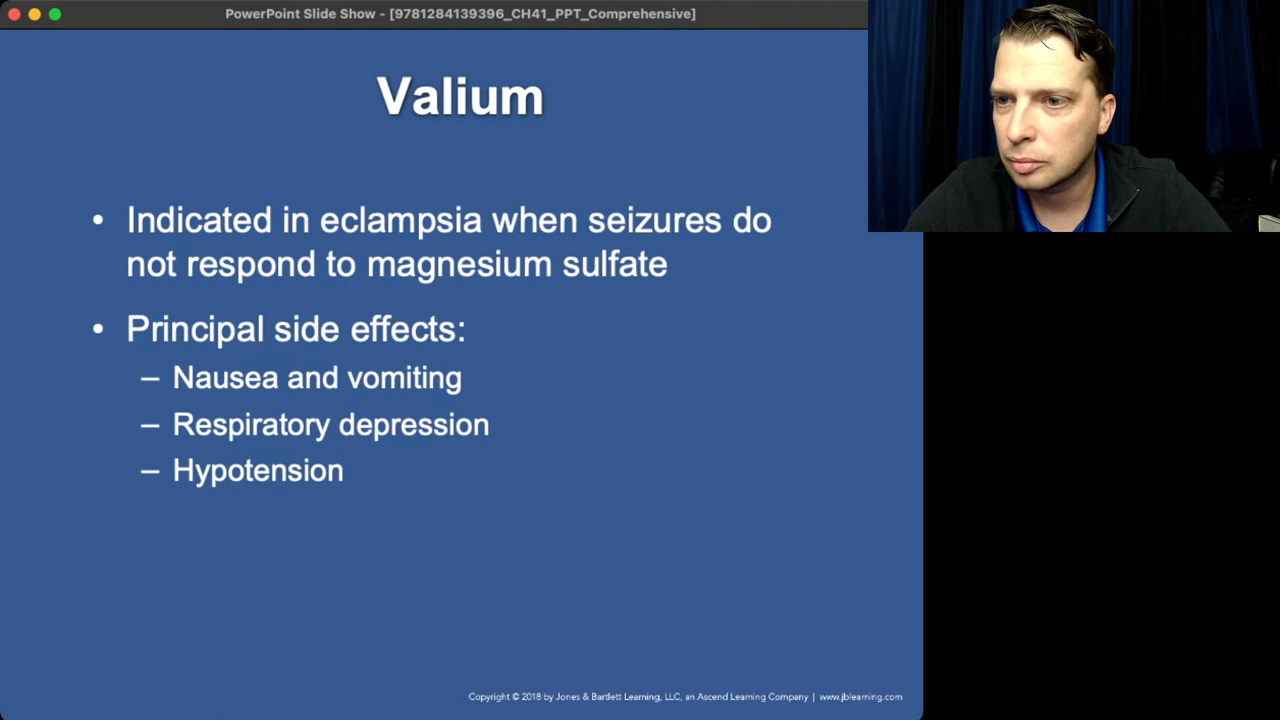 PowerPoint Slide Show - [9781284139396_CH41_PPT_Comprehensive]
Valium
• Indicated in eclampsia when seizures do
not respond to magnesium sulfate
• Principal side effects:
– Nausea and vomiting
– Respiratory depression
– Hypotension
Copyright © 2018 by Jones & Bartlett Learning, LLC, an Ascend Learning Company | www.jblearning.com